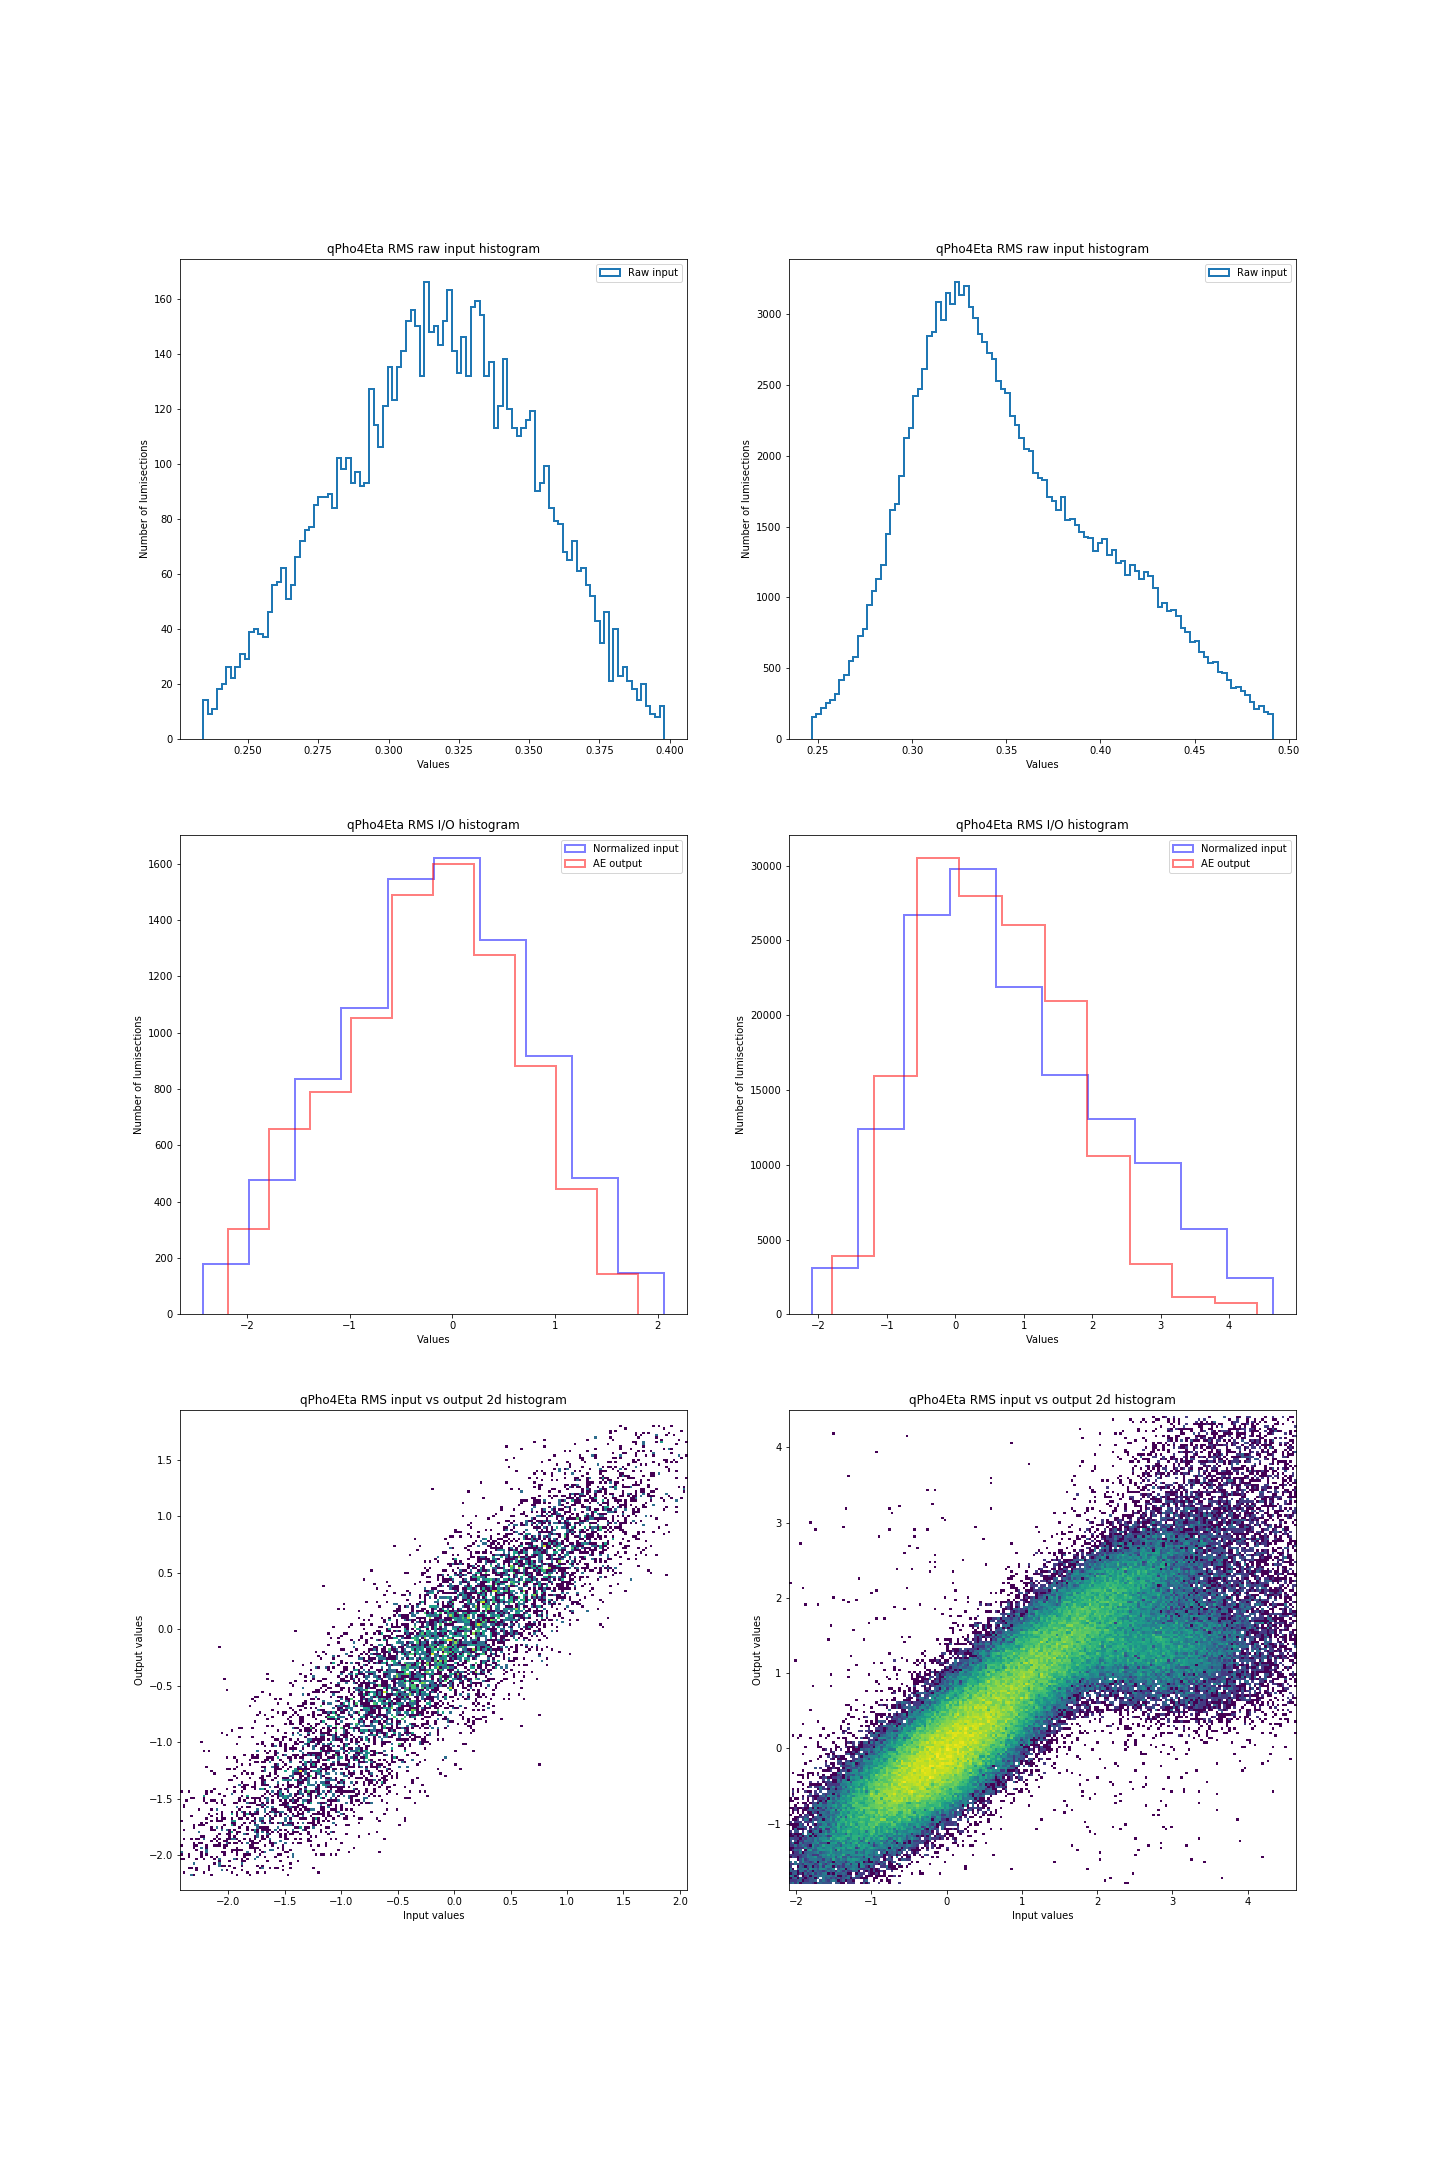 qPho4Eta RMS raw input histogram
Raw input
160
140
120
100
80
60
40
20
0
Number of lumisections
0.250 0.275 0.300 0.325 0.350 0.375 0.400
Values
qPho4Eta RMS raw input histogram
Raw input
3000
2500
2000
1500
1000
500
0
Number of lumisections
0.25 0.30 0.35 0.40 0.45 0.50
Values
qPho4Eta RMS I/O histogram
Normalized input
AE output
1600
1400
1200
1000
800
600
400
200
0
Number of lumisections
−2 −1 0 1 2
Values
qPho4Eta RMS I/O histogram
Normalized input
AE output
30000
25000
20000
15000
10000
5000
0
Number of lumisections
−2 −1 0 1 2 3 4
Values
qPho4Eta RMS input vs output 2d histogram
1.5
1.0
0.5
0.0
−0.5
−1.0
−1.5
−2.0
Output values
−2.0 −1.5 −1.0 −0.5 0.0 0.5 1.0 1.5 2.0
Input values
qPho4Eta RMS input vs output 2d histogram
4
3
2
1
0
−1
Output values
−2 −1 0 1 2 3 4
Input values